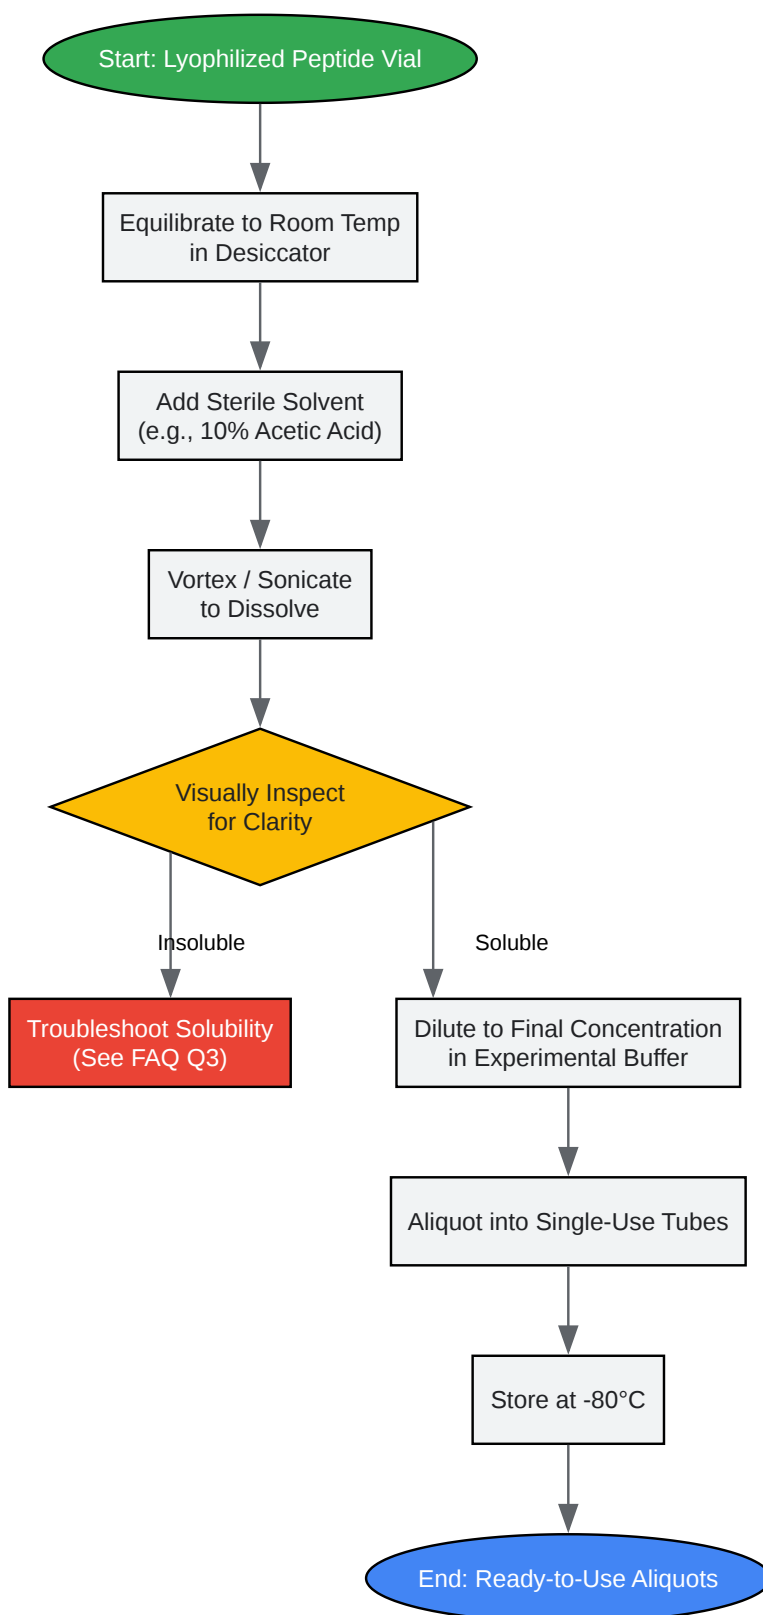 Start: Lyophilized Peptide Vial
Equilibrate to Room Temp
in Desiccator
Add Sterile Solvent
(e.g., 10% Acetic Acid)
Vortex / Sonicate
to Dissolve
Visually Inspect
for Clarity
Insoluble
Soluble
Troubleshoot Solubility
(See FAQ Q3)
Dilute to Final Concentration
in Experimental Buffer
Aliquot into Single-Use Tubes
Store at -80°C
End: Ready-to-Use Aliquots